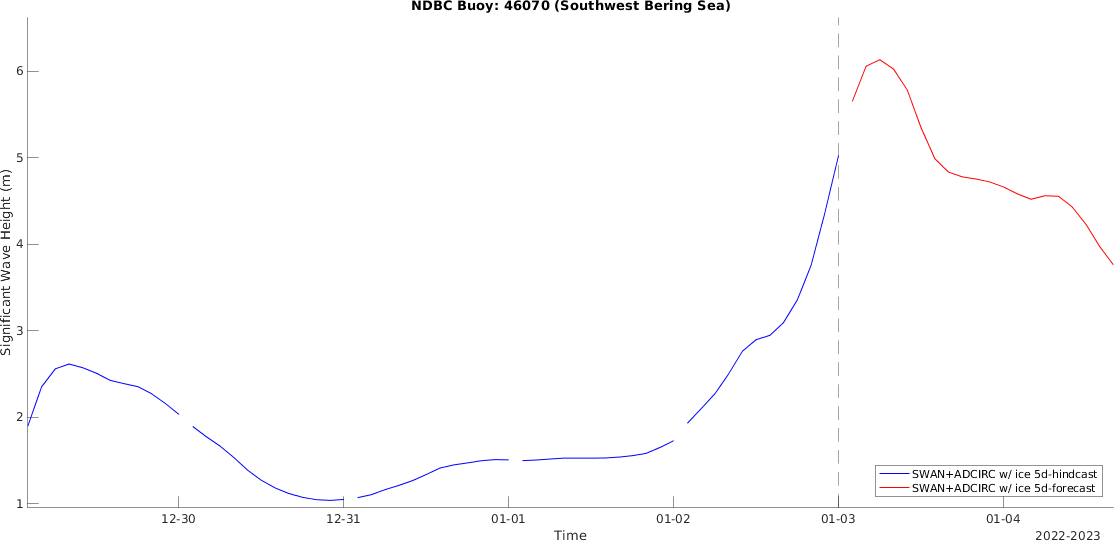 NDBC Buoy: 46070 (Southwest Bering Sea)
Significant Wave Height (m)
6
5
4
3
2
1
SWAN+ADCIRC w/ ice 5d-hindcast
SWAN+ADCIRC w/ ice 5d-forecast
12-30
12-31
01-01
01-02
01-03
01-04
Time
2022-2023